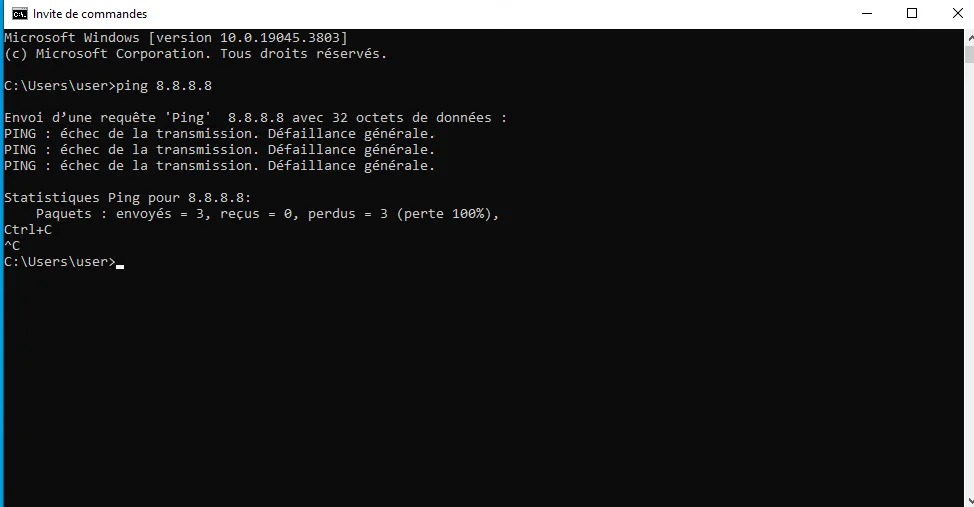 Invite de commandes
Microsoft Windows [version 10.0.19045.3803]
(c) Microsoft Corporation. Tous droits réservés.
C:\Users\user>ping 8.8.8.8
Envoi d’une requête 'Ping'  8.8.8.8 avec 32 octets de données :
PING : échec de la transmission. Défaillance générale.
PING : échec de la transmission. Défaillance générale.
PING : échec de la transmission. Défaillance générale.
Statistiques Ping pour 8.8.8.8:
    Paquets : envoyés = 3, reçus = 0, perdus = 3 (perte 100%),
Ctrl+C
^C
C:\Users\user>